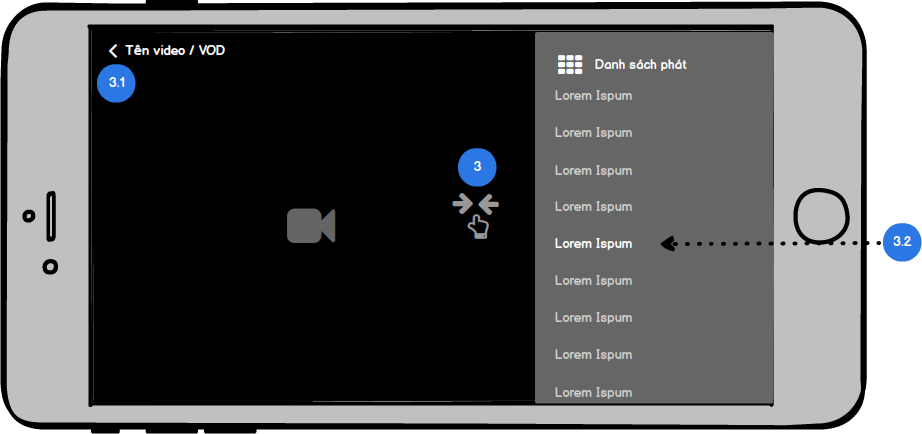 Tên video / VOD
3.1
3
Danh sách phát
Lorem Ispum
Lorem Ispum
Lorem Ispum
Lorem Ispum
Lorem Ispum
Lorem Ispum
Lorem Ispum
Lorem Ispum
Lorem Ispum
3.2